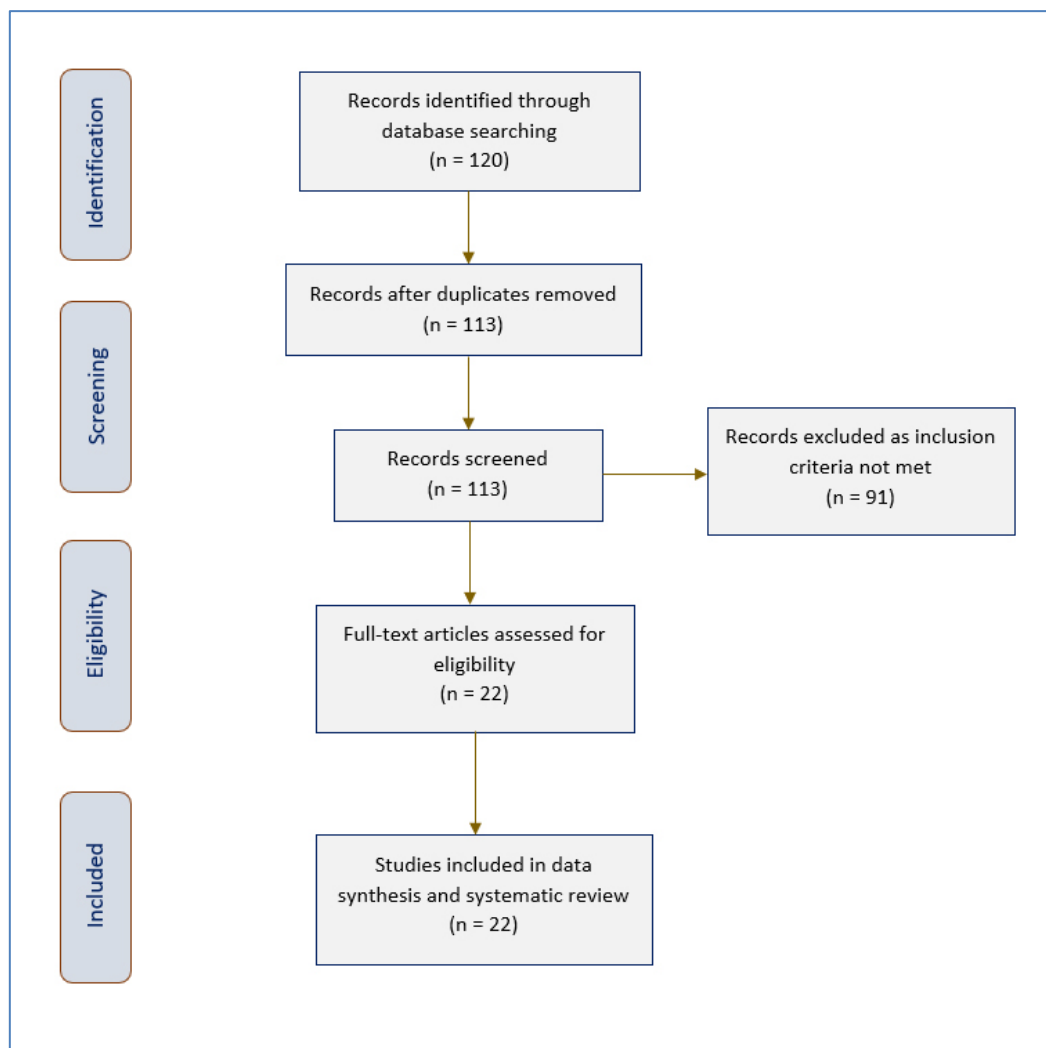 Identification
Records identified through
database searching
(n = 120)
Records after duplicates removed
(n = 113)
Screening
Records screened
(n = 113)
Records excluded as inclusion
criteria not met
(n = 91)
Eligibility
Full-text articles assessed for
eligibility
(n = 22)
Included
Studies included in data
synthesis and systematic review
(n = 22)